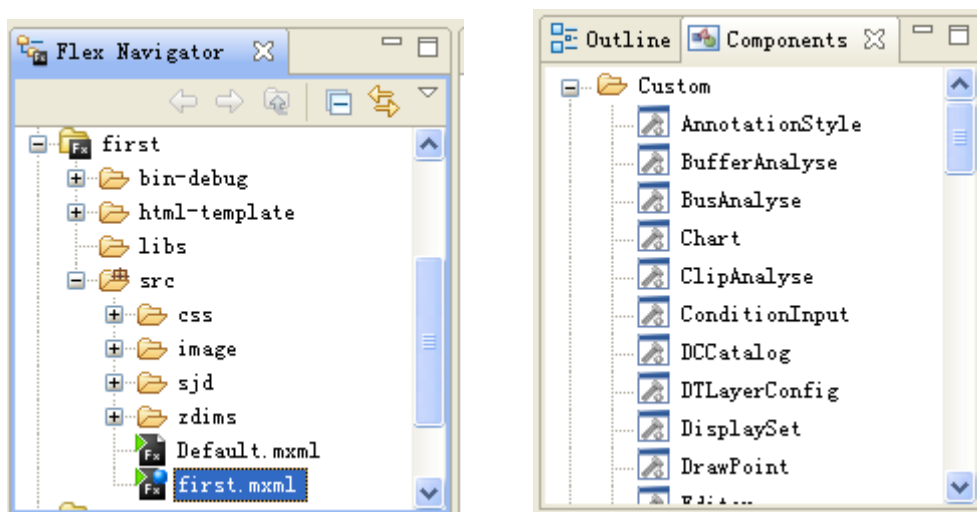 Flex Navigator
first
bin-debug
html-template
libs
src
css
image
sjd
zdims
Default.mxml
first.mxml
Outline
Components
Custom
AnnotationStyle
BufferAnalyse
BusAnalyse
Chart
ClipAnalyse
ConditionInput
DCCatalog
DTLayerConfig
DisplaySet
DrawPoint